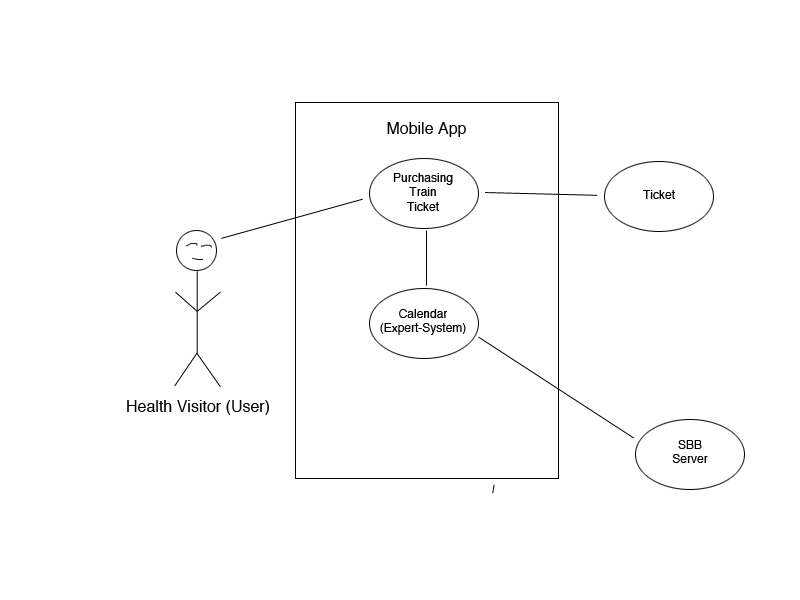 Mobile App
Purchasing
Train
Ticket
Ticket
Calendar
(Expert-System)
Health Visitor (User)
SBB
Server